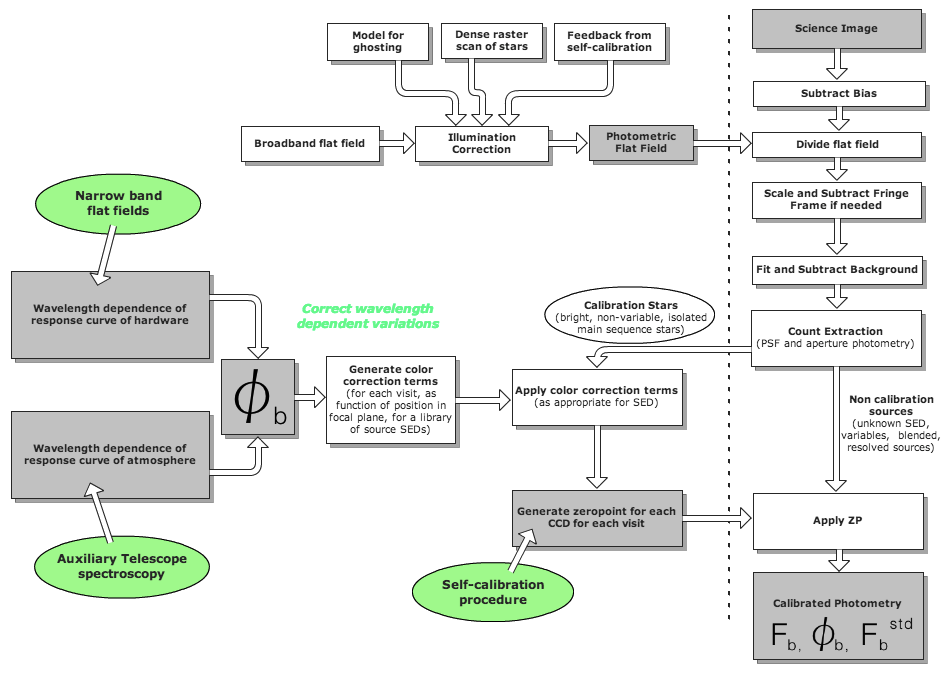 Model for
ghosting
Dense raster
scan of stars
Feedback from
self-calibration
Science Image
Subtract Bias
Broadband flat field
Illumination
Correction
Photometric
Flat Field
Divide flat field
Scale and Subtract Fringe
Frame if needed
Narrow band
flat fields
Fit and Subtract Background
Wavelength dependence of
response curve of hardware
Correct wavelength
dependent variations
Calibration Stars
(bright, non-variable, isolated
main sequence stars)
Count Extraction
(PSF and aperture photometry)
ϕb
Generate color
correction terms
(for each visit, as
function of position in
focal plane, for a library
of source SEDs)
Apply color correction terms
(as appropriate for SED)
Non calibration
sources
(unknown SED,
variables, blended,
resolved sources)
Wavelength dependence of
response curve of atmosphere
Generate zeropoint for each
CCD for each visit
Apply ZP
Auxiliary Telescope
spectroscopy
Self-calibration
procedure
Calibrated Photometry
Fb, ϕb, Fb std